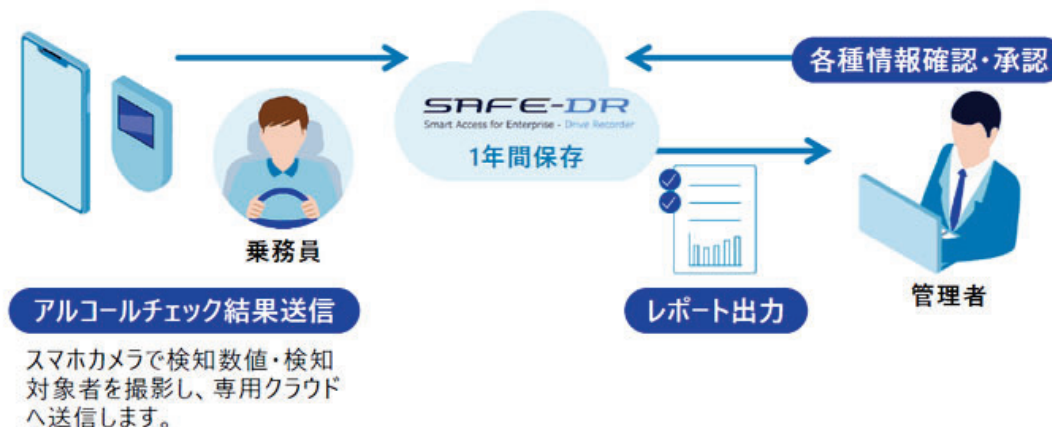 各種情報確認・承認
SAFE-DR
Smart Access for Enterprise - Drive Recorder
1年間保存
乗務員
管理者
アルコールチェック結果送信
レポート出力
スマホカメラで検知数値・検知
対象者を撮影し、専用クラウド
へ送信します。